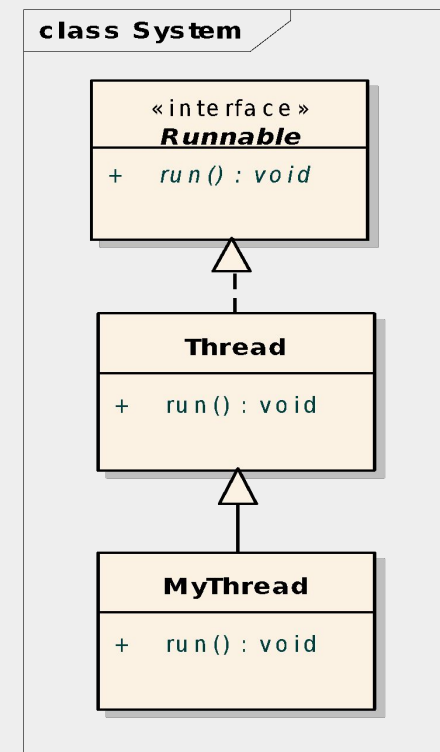 class System
«interface»
Runnable
+ run() : void
Thread
+ run() : void
MyThread
+ run() : void